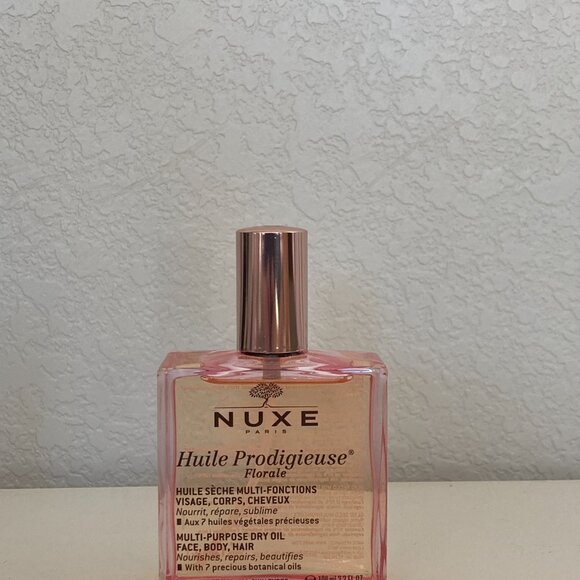 NUXE
PARIS
Huile Prodigieuse®
Florale
HUILE SÈCHE MULTI-FONCTIONS
VISAGE, CORPS, CHEVEUX
Nourrit, répare, sublime
■ Aux 7 huiles végétales précieuses
MULTI-PURPOSE DRY OIL
FACE, BODY, HAIR
Nourishes, repairs, beautifies
■ With 7 precious botanical oils